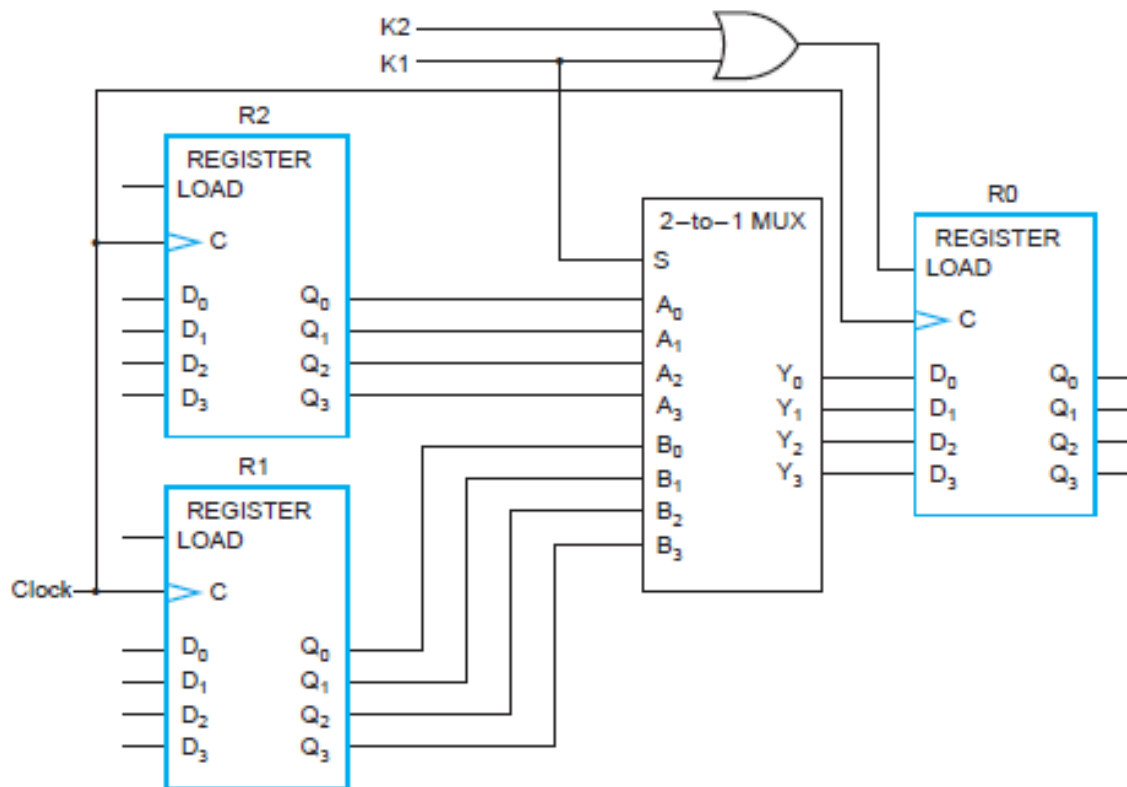 K2
K1
R2
REGISTER
LOAD
C
D₀ Q₀
D₁ Q₁
D₂ Q₂
D₃ Q₃
R1
REGISTER
LOAD
Clock
C
D₀ Q₀
D₁ Q₁
D₂ Q₂
D₃ Q₃
2–to–1 MUX
S
A₀
A₁
A₂
A₃
B₀
B₁
B₂
B₃
Y₀
Y₁
Y₂
Y₃
R0
REGISTER
LOAD
C
D₀ Q₀
D₁ Q₁
D₂ Q₂
D₃ Q₃